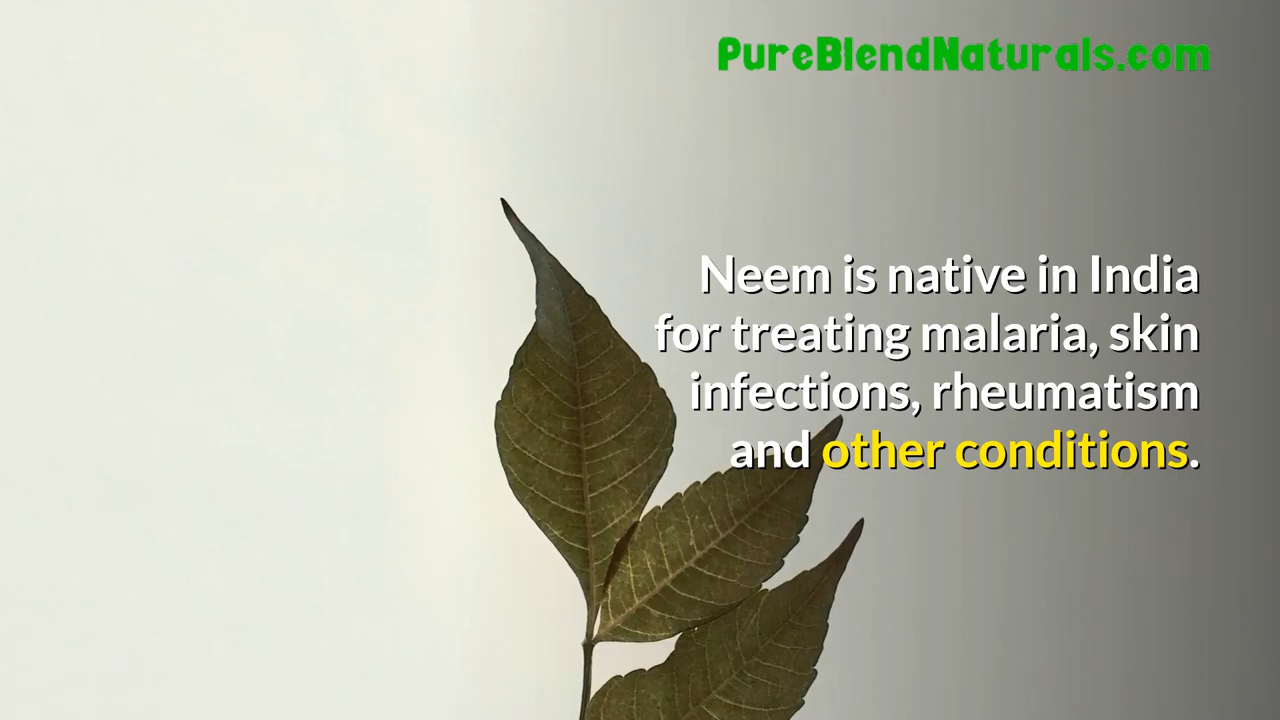 PureBlendNaturals.com
Neem is native in India
for treating malaria, skin
infections, rheumatism
and other conditions.